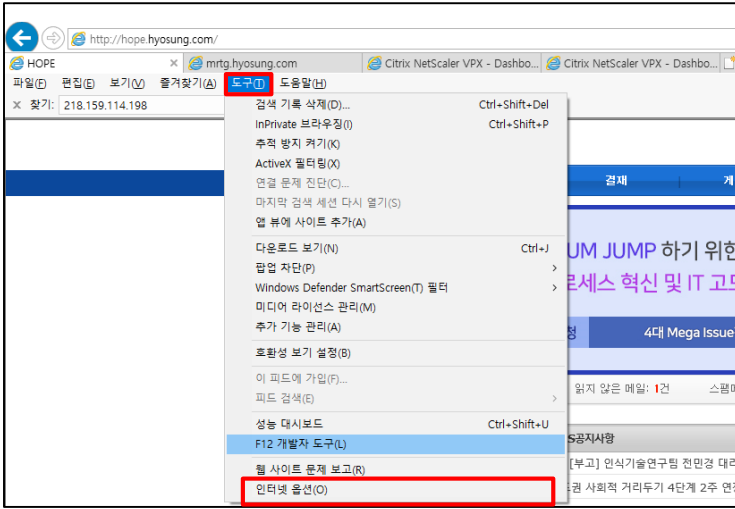 http://hope.hyosung.com/
HOPE × mrtg.hyosung.com Citrix NetScaler VPX - Dashbo... Citrix NetScaler VPX - Dashbo...
파일(F) 편집(E) 보기(V) 즐겨찾기(A) 도구(T) 도움말(H)
× 찾기: 218.159.114.198
검색 기록 삭제(D)... Ctrl+Shift+Del
InPrivate 브라우징(I) Ctrl+Shift+P
추적 방지 켜기(K)
ActiveX 필터링(X)
연결 문제 진단(C)...
마지막 검색 세션 다시 열기(S)
앱 뷰에 사이트 추가(A)
다운로드 보기(N) Ctrl+J
팝업 차단(P)
Windows Defender SmartScreen(T) 필터
미디어 라이선스 관리(M)
추가 기능 관리(A)
호환성 보기 설정(B)
이 피드에 가입(F)...
피드 검색(E)
성능 대시보드 Ctrl+Shift+U
F12 개발자 도구(L)
웹 사이트 문제 보고(R)
인터넷 옵션(O)
결재 게
UM JUMP 하기 위한
로세스 혁신 및 IT 고도
청 4대 Mega Issue
읽지 않은 메일: 1건 스팸메
S공지사항
[부고] 인식기술연구팀 전민경 대리
권 사회적 거리두기 4단계 2주 연장